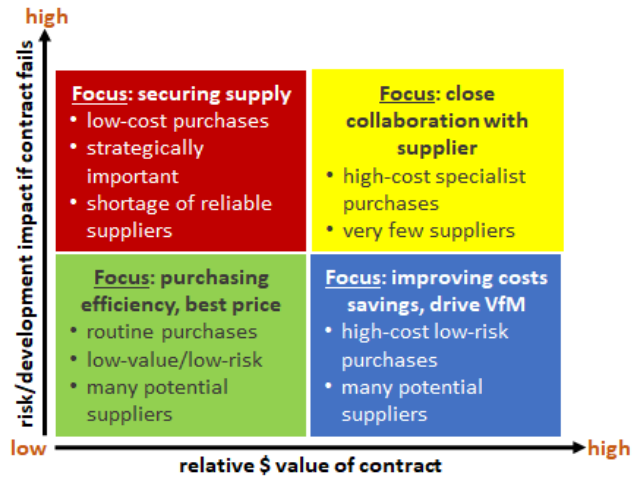 high
risk/development impact if contract fails
Focus: securing supply
• low-cost purchases
• strategically
important
• shortage of reliable
suppliers
Focus: close
collaboration with
supplier
• high-cost specialist
purchases
• very few suppliers
Focus: purchasing
efficiency, best price
• routine purchases
• low-value/low-risk
• many potential
suppliers
Focus: improving costs
savings, drive VfM
• high-cost low-risk
purchases
• many potential
suppliers
low
high
relative $ value of contract